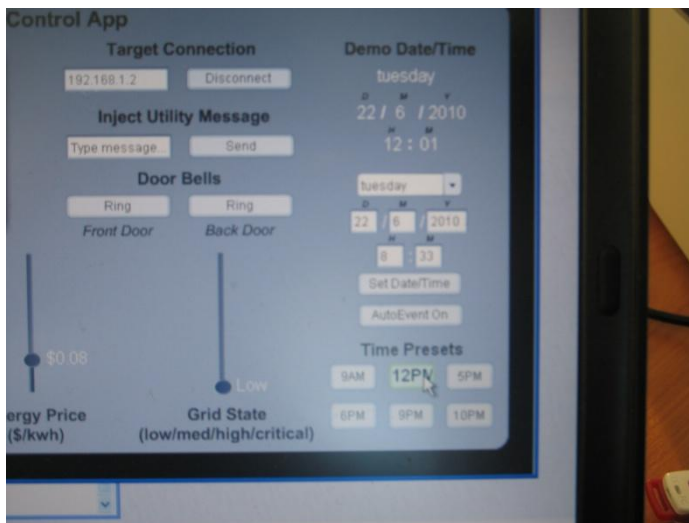 Control App
Target Connection
192.168.1.2 Disconnect
Inject Utility Message
Type message... Send
Door Bells
Ring Ring
Front Door Back Door
$0.08
Low
ergy Price
($/kwh)
Grid State
(low/med/high/critical)
Demo Date/Time
tuesday
D M Y
22 / 6 / 2010
H M
12 : 01
tuesday
D M Y
22 / 6 / 2010
H M
8 : 33
Set Date/Time
AutoEvent On
Time Presets
9AM 12PM 5PM
6PM 9PM 10PM